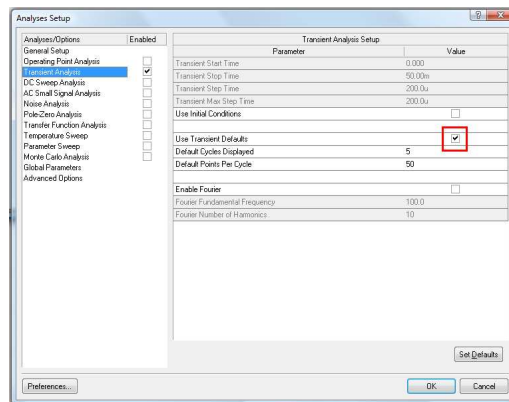 Analyses Setup
Analyses/Options Enabled
General Setup
Operating Point Analysis
Transient Analysis
DC Sweep Analysis
AC Small Signal Analysis
Noise Analysis
Pole-Zero Analysis
Transfer Function Analysis
Temperature Sweep
Parameter Sweep
Monte Carlo Analysis
Global Parameters
Advanced Options
Transient Analysis Setup
Parameter Value
Transient Start Time 0.000
Transient Stop Time 50.00m
Transient Step Time 200.0u
Transient Max Step Time 200.0u
Use Initial Conditions
Use Transient Defaults
Default Cycles Displayed 5
Default Points Per Cycle 50
Enable Fourier
Fourier Fundamental Frequency 100.0
Fourier Number of Harmonics 10
Set Defaults
Preferences...
OK Cancel